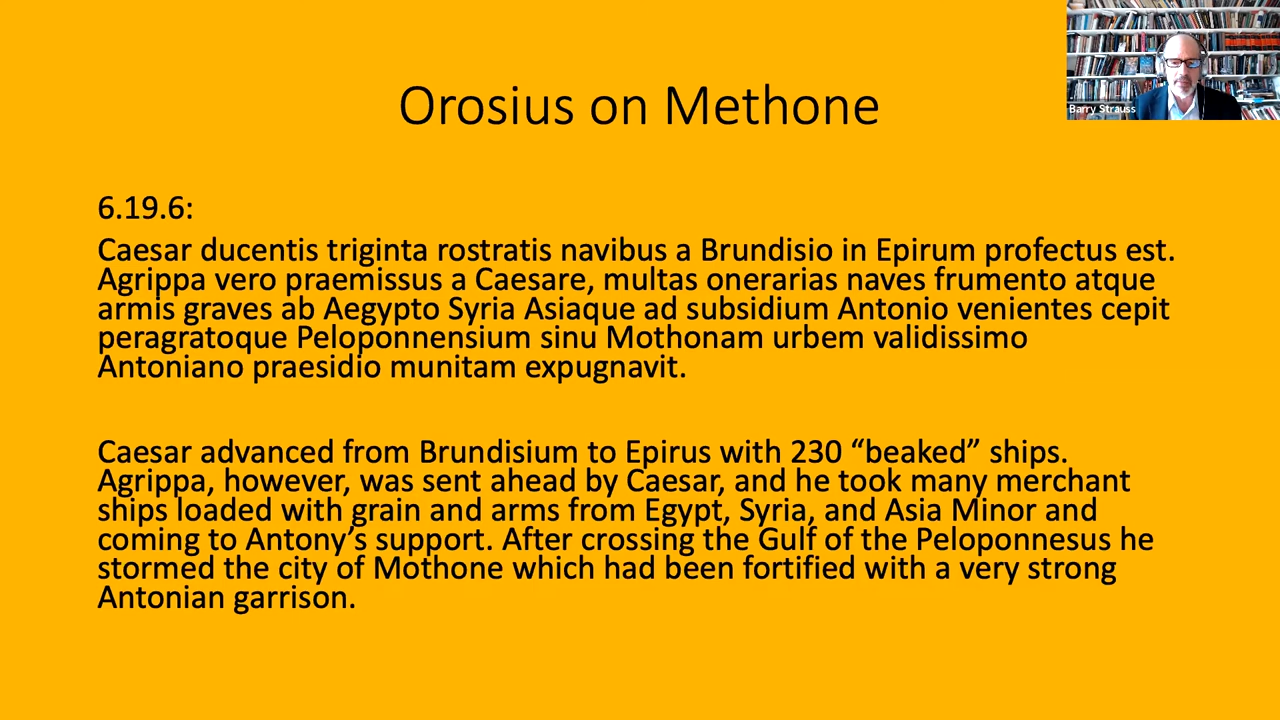 Barry Strauss
Orosius on Methone
6.19.6:
Caesar ducentis triginta rostratis navibus a Brundisio in Epirum profectus est.
Agrippa vero praemissus a Caesare, multas onerarias naves frumento atque
armis graves ab Aegypto Syria Asiaque ad subsidium Antonio venientes cepit
peragratoque Peloponnensium sinu Mothonam urbem validissimo
Antoniano praesidio munitam expugnavit.
Caesar advanced from Brundisium to Epirus with 230 “beaked” ships.
Agrippa, however, was sent ahead by Caesar, and he took many merchant
ships loaded with grain and arms from Egypt, Syria, and Asia Minor and
coming to Antony’s support. After crossing the Gulf of the Peloponnesus he
stormed the city of Mothone which had been fortified with a very strong
Antonian garrison.